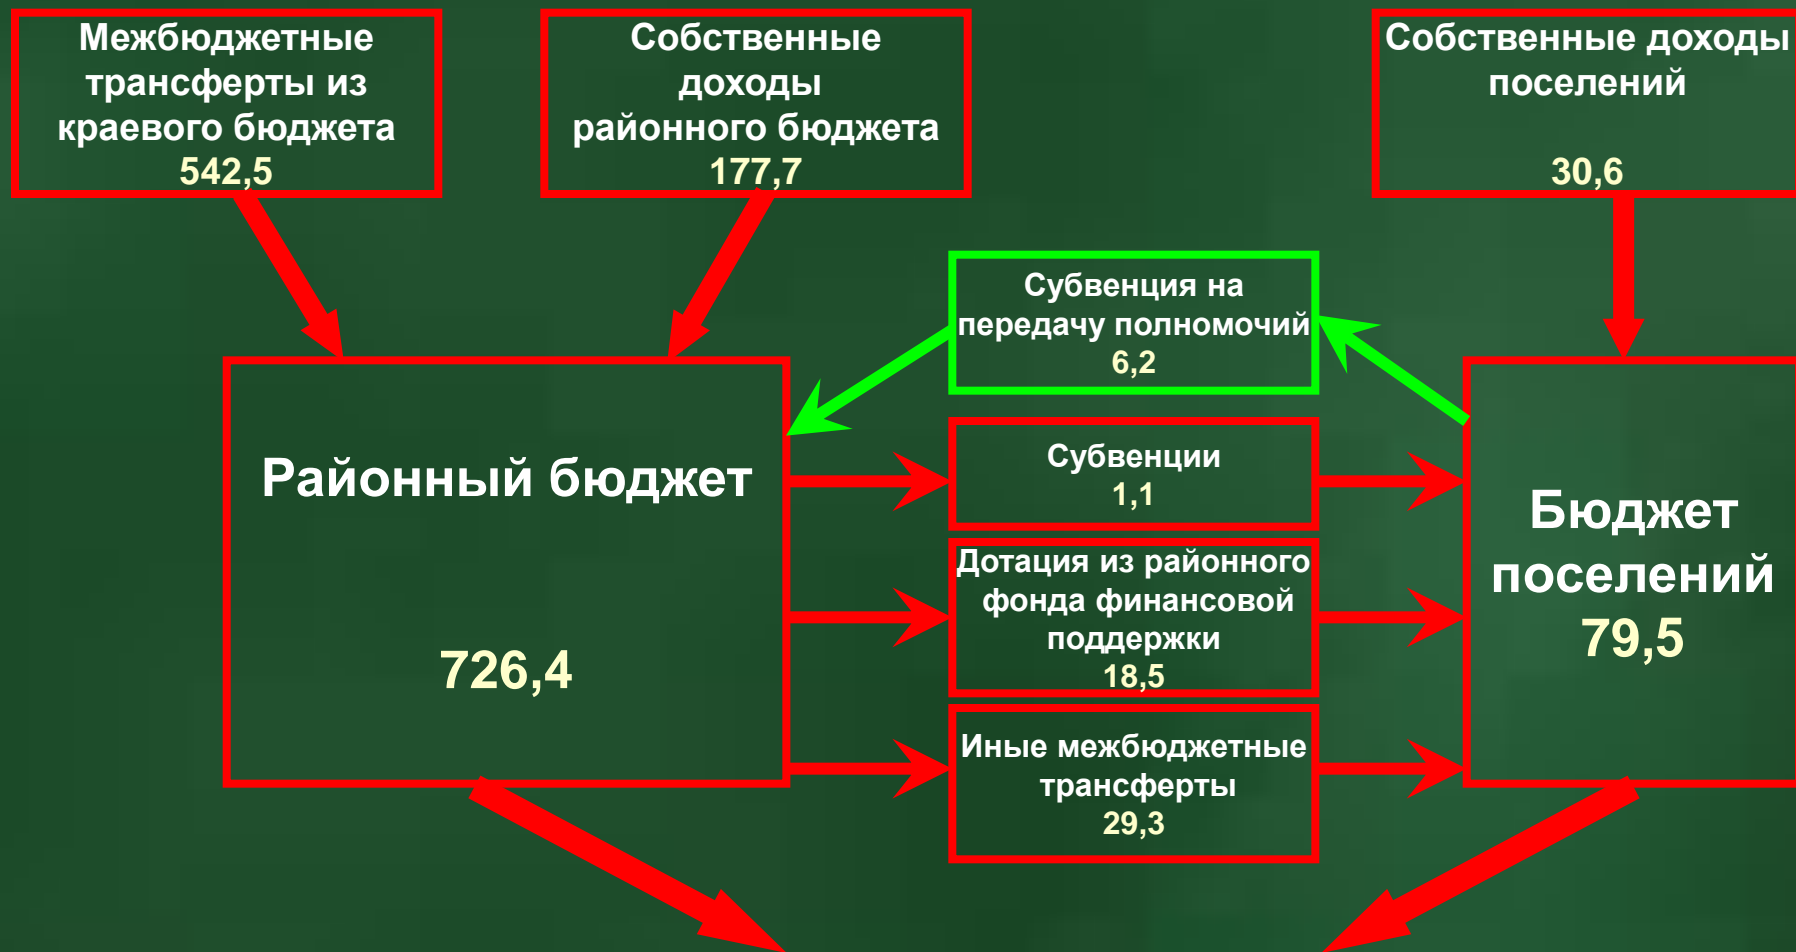 Межбюджетные
трансферты из
краевого бюджета
542,5
Собственные
доходы
районного бюджета
177,7
Собственные доходы
поселений
30,6
Субвенция на
передачу полномочий
6,2
Районный бюджет
726,4
Субвенции
1,1
Дотация из районного
фонда финансовой
поддержки
18,5
Иные межбюджетные
трансферты
29,3
Бюджет
поселений
79,5